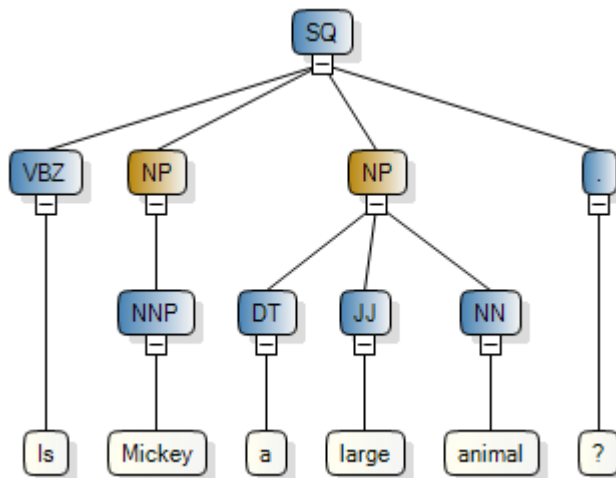 SQ
VBZ NP NP .
NNP DT JJ NN
Is Mickey a large animal ?